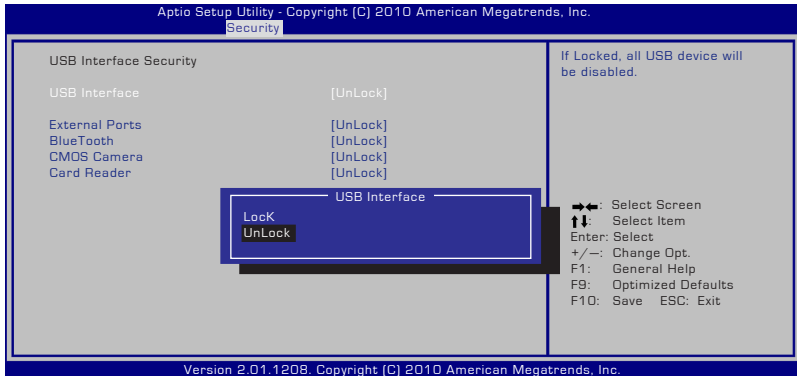 Aptio Setup Utility - Copyright (C) 2010 American Megatrends, Inc.
Security
USB Interface Security
USB Interface [UnLock]
External Ports [UnLock]
BlueTooth [UnLock]
CMOS Camera [UnLock]
Card Reader [UnLock]
USB Interface
LocK
UnLock
If Locked, all USB device will
be disabled.
→←: Select Screen
↑↓: Select Item
Enter: Select
+/—: Change Opt.
F1: General Help
F9: Optimized Defaults
F10: Save ESC: Exit
Version 2.01.1208. Copyright (C) 2010 American Megatrends, Inc.